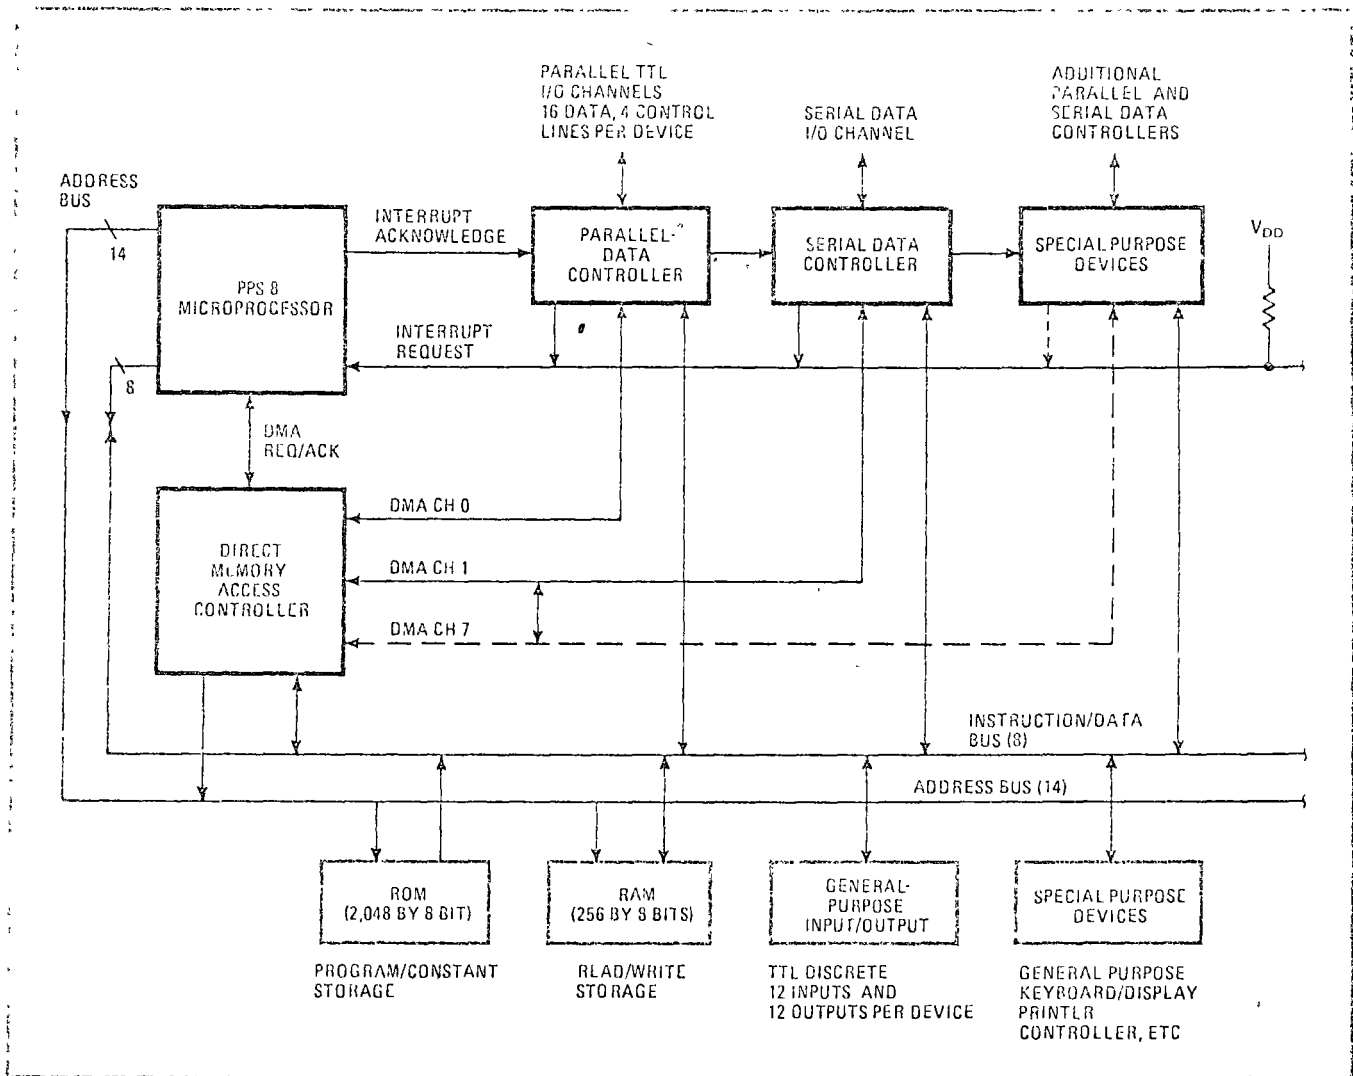 PARALLEL TTL
I/O CHANNELS
16 DATA, 4 CONTROL
LINES PER DEVICE
SERIAL DATA
I/O CHANNEL
ADDITIONAL
PARALLEL AND
SERIAL DATA
CONTROLLERS
ADDRESS
BUS
14
PPS 8
MICROPROCESSOR
8
INTERRUPT
ACKNOWLEDGE
PARALLEL-
DATA
CONTROLLER
SERIAL DATA
CONTROLLER
SPECIAL PURPOSE
DEVICES
VDD
INTERRUPT
REQUEST
DMA
REQ/ACK
DIRECT
MEMORY
ACCESS
CONTROLLER
DMA CH 0
DMA CH 1
DMA CH 7
INSTRUCTION/DATA
BUS (8)
ADDRESS BUS (14)
ROM
(2,048 BY 8 BIT)
RAM
(256 BY 8 BITS)
GENERAL-
PURPOSE
INPUT/OUTPUT
SPECIAL PURPOSE
DEVICES
PROGRAM/CONSTANT
STORAGE
READ/WRITE
STORAGE
TTL DISCRETE
12 INPUTS AND
12 OUTPUTS PER DEVICE
GENERAL PURPOSE
KEYBOARD/DISPLAY
PRINTER
CONTROLLER, ETC